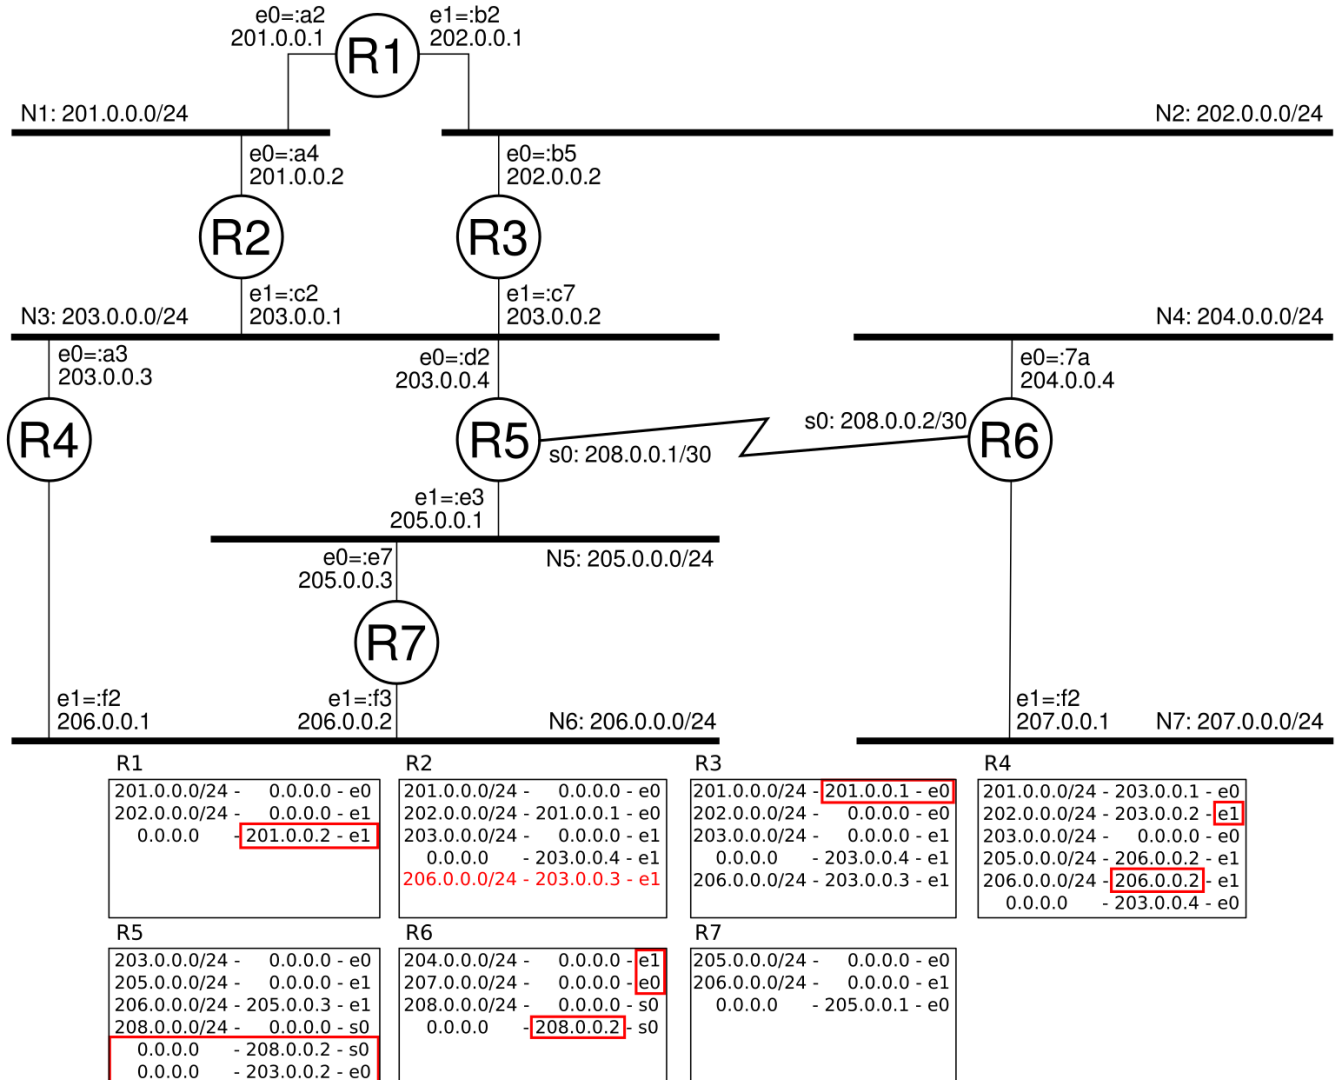 e0=:a2 e1=:b2
201.0.0.1 202.0.0.1
R1
N1: 201.0.0.0/24 N2: 202.0.0.0/24
e0=:a4 e0=:b5
201.0.0.2 202.0.0.2
R2 R3
e1=:c2 e1=:c7
N3: 203.0.0.0/24 203.0.0.1 203.0.0.2 N4: 204.0.0.0/24
e0=:a3 e0=:d2 e0=:7a
203.0.0.3 203.0.0.4 204.0.0.4
s0: 208.0.0.2/30
R4 R5 R6
s0: 208.0.0.1/30
e1=:e3
205.0.0.1
e0=:e7 N5: 205.0.0.0/24
205.0.0.3
R7
e1=:f2 e1=:f3 e1=:f2
206.0.0.1 206.0.0.2 N6: 206.0.0.0/24 207.0.0.1 N7: 207.0.0.0/24
R1
201.0.0.0/24 - 0.0.0.0 - e0
202.0.0.0/24 - 0.0.0.0 - e1
0.0.0.0 - 201.0.0.2 - e1
R2
201.0.0.0/24 - 0.0.0.0 - e0
202.0.0.0/24 - 201.0.0.1 - e0
203.0.0.0/24 - 0.0.0.0 - e1
0.0.0.0 - 203.0.0.4 - e1
206.0.0.0/24 - 203.0.0.3 - e1
R3
201.0.0.0/24 - 201.0.0.1 - e0
202.0.0.0/24 - 0.0.0.0 - e0
203.0.0.0/24 - 0.0.0.0 - e1
0.0.0.0 - 203.0.0.4 - e1
206.0.0.0/24 - 203.0.0.3 - e1
R4
201.0.0.0/24 - 203.0.0.1 - e0
202.0.0.0/24 - 203.0.0.2 - e1
203.0.0.0/24 - 0.0.0.0 - e0
205.0.0.0/24 - 206.0.0.2 - e1
206.0.0.0/24 - 206.0.0.2 - e1
0.0.0.0 - 203.0.0.4 - e0
R5
203.0.0.0/24 - 0.0.0.0 - e0
205.0.0.0/24 - 0.0.0.0 - e1
206.0.0.0/24 - 205.0.0.3 - e1
208.0.0.0/24 - 0.0.0.0 - s0
0.0.0.0 - 208.0.0.2 - s0
0.0.0.0 - 203.0.0.2 - e0
R6
204.0.0.0/24 - 0.0.0.0 - e1
207.0.0.0/24 - 0.0.0.0 - e0
208.0.0.0/24 - 0.0.0.0 - s0
0.0.0.0 - 208.0.0.2 - s0
R7
205.0.0.0/24 - 0.0.0.0 - e0
206.0.0.0/24 - 0.0.0.0 - e1
0.0.0.0 - 205.0.0.1 - e0